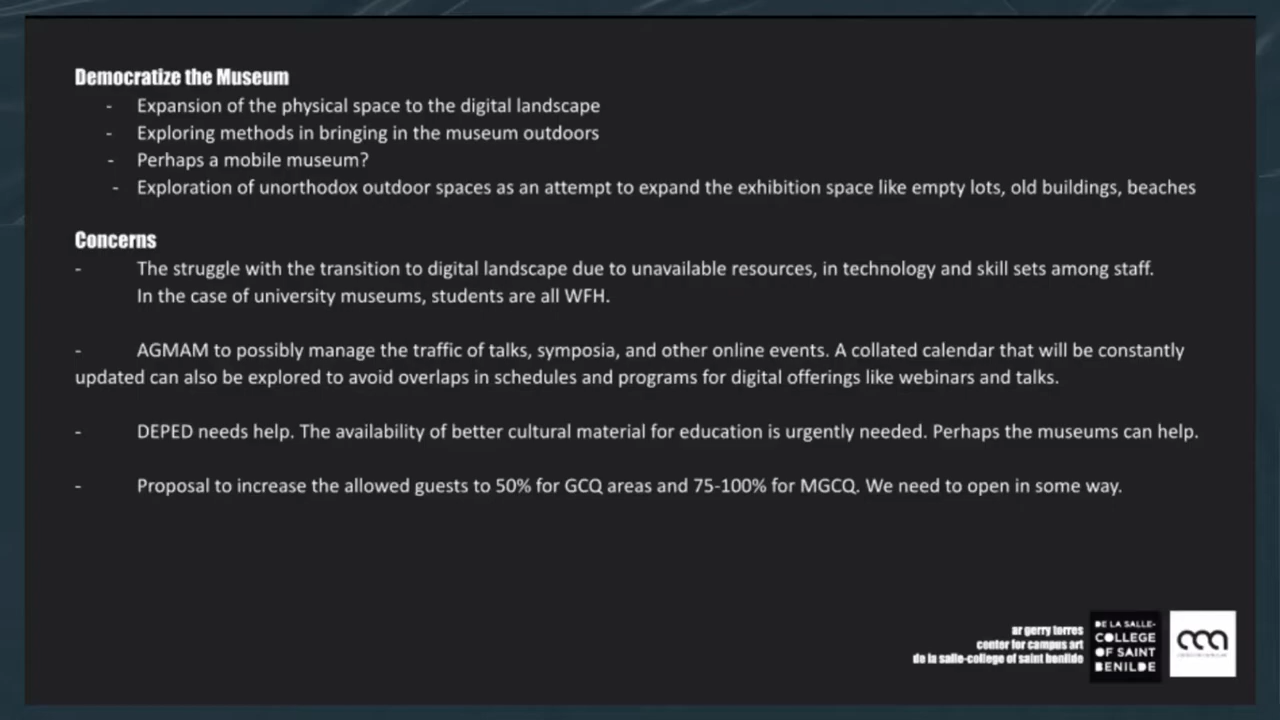 Democratize the Museum
- Expansion of the physical space to the digital landscape
- Exploring methods in bringing in the museum outdoors
- Perhaps a mobile museum?
- Exploration of unorthodox outdoor spaces as an attempt to expand the exhibition space like empty lots, old buildings, beaches
Concerns
- The struggle with the transition to digital landscape due to unavailable resources, in technology and skill sets among staff.
In the case of university museums, students are all WFH.
- AGMAM to possibly manage the traffic of talks, symposia, and other online events. A collated calendar that will be constantly
updated can also be explored to avoid overlaps in schedules and programs for digital offerings like webinars and talks.
- DEPED needs help. The availability of better cultural material for education is urgently needed. Perhaps the museums can help.
- Proposal to increase the allowed guests to 50% for GCQ areas and 75-100% for MGCQ. We need to open in some way.
ar gerry torres
center for campus art
de la salle-college of saint benilde
DE LA SALLE-
COLLEGE
OF SAINT
BENILDE
cca